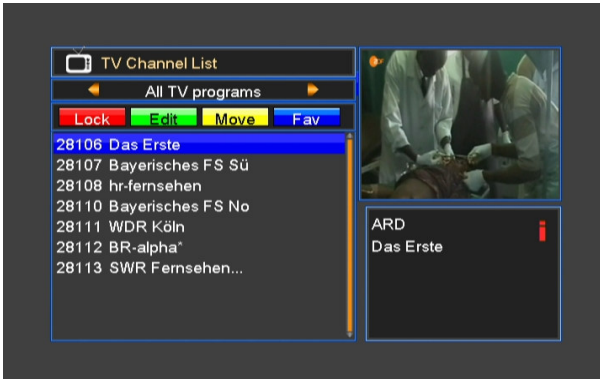 TV Channel List
All TV programs
Lock Edit Move Fav
28106 Das Erste
28107 Bayerisches FS Sü
28108 hr-fernsehen
28110 Bayerisches FS No
28111 WDR Köln
28112 BR-alpha*
28113 SWR Fernsehen...
ARD
Das Erste
i